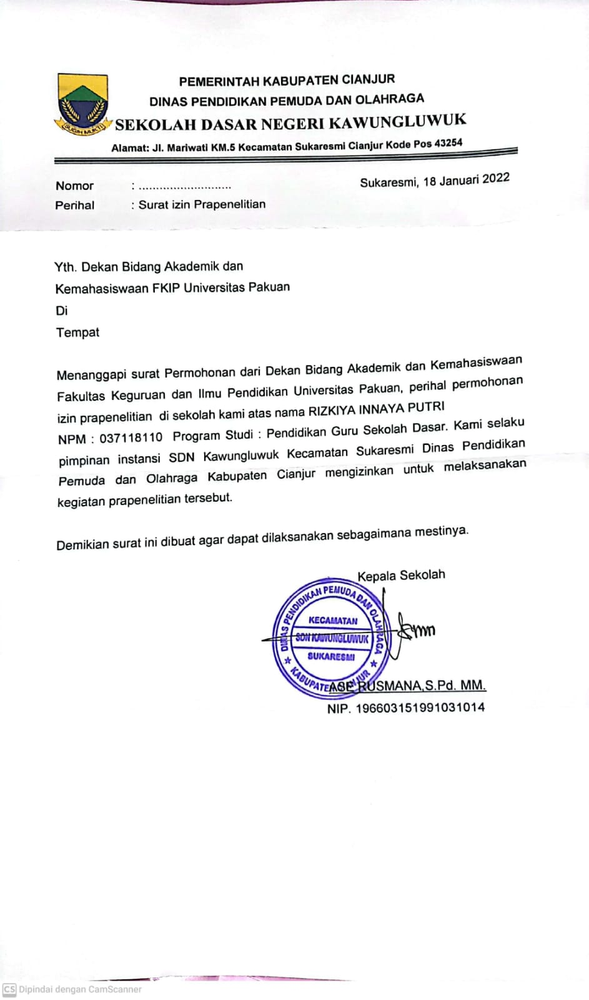 PEMERINTAH KABUPATEN CIANJUR
DINAS PENDIDIKAN PEMUDA DAN OLAHRAGA
SEKOLAH DASAR NEGERI KAWUNGLUWUK
Alamat: Jl. Mariwati KM.5 Kecamatan Sukaresmi Cianjur Kode Pos 43254
SUGIH MUKTI
Nomor : ........................... Sukaresmi, 18 Januari 2022
Perihal : Surat izin Prapenelitian
Yth. Dekan Bidang Akademik dan
Kemahasiswaan FKIP Universitas Pakuan
Di
Tempat
Menanggapi surat Permohonan dari Dekan Bidang Akademik dan Kemahasiswaan
Fakultas Keguruan dan Ilmu Pendidikan Universitas Pakuan, perihal permohonan
izin prapenelitian di sekolah kami atas nama RIZKIYA INNAYA PUTRI
NPM : 037118110 Program Studi : Pendidikan Guru Sekolah Dasar. Kami selaku
pimpinan instansi SDN Kawungluwuk Kecamatan Sukaresmi Dinas Pendidikan
Pemuda dan Olahraga Kabupaten Cianjur mengizinkan untuk melaksanakan
kegiatan prapenelitian tersebut.
Demikian surat ini dibuat agar dapat dilaksanakan sebagaimana mestinya.
Kepala Sekolah
DINAS PENDIDIKAN PEMUDA DAN OLAHRAGA
KECAMATAN
SDN KAWUNGLUWUK
SUKARESMI
★ KABUPATEN CIANJUR ★
ASE RUSMANA,S.Pd. MM.
NIP. 196603151991031014
CS Dipindai dengan CamScanner